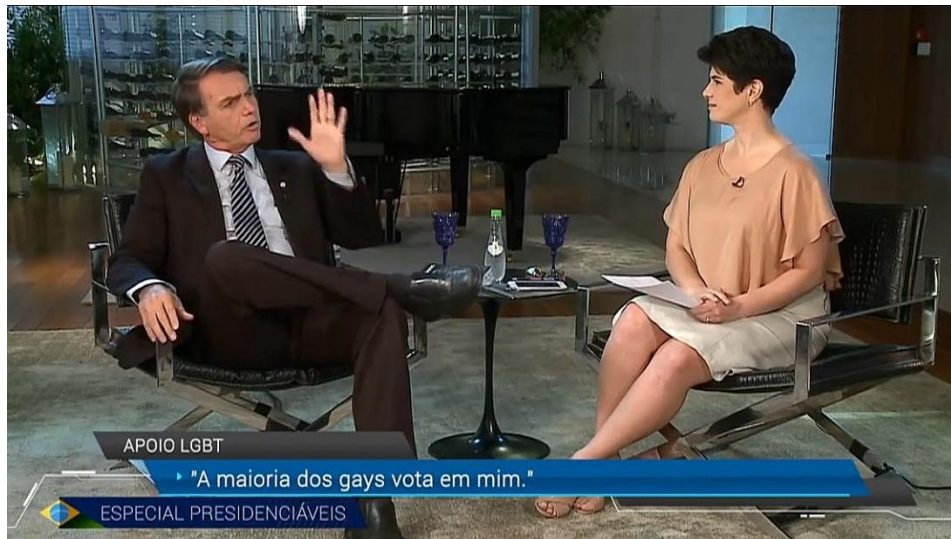 APOIO LGBT
"A maioria dos gays vota em mim."
ESPECIAL PRESIDENCIÁVEIS